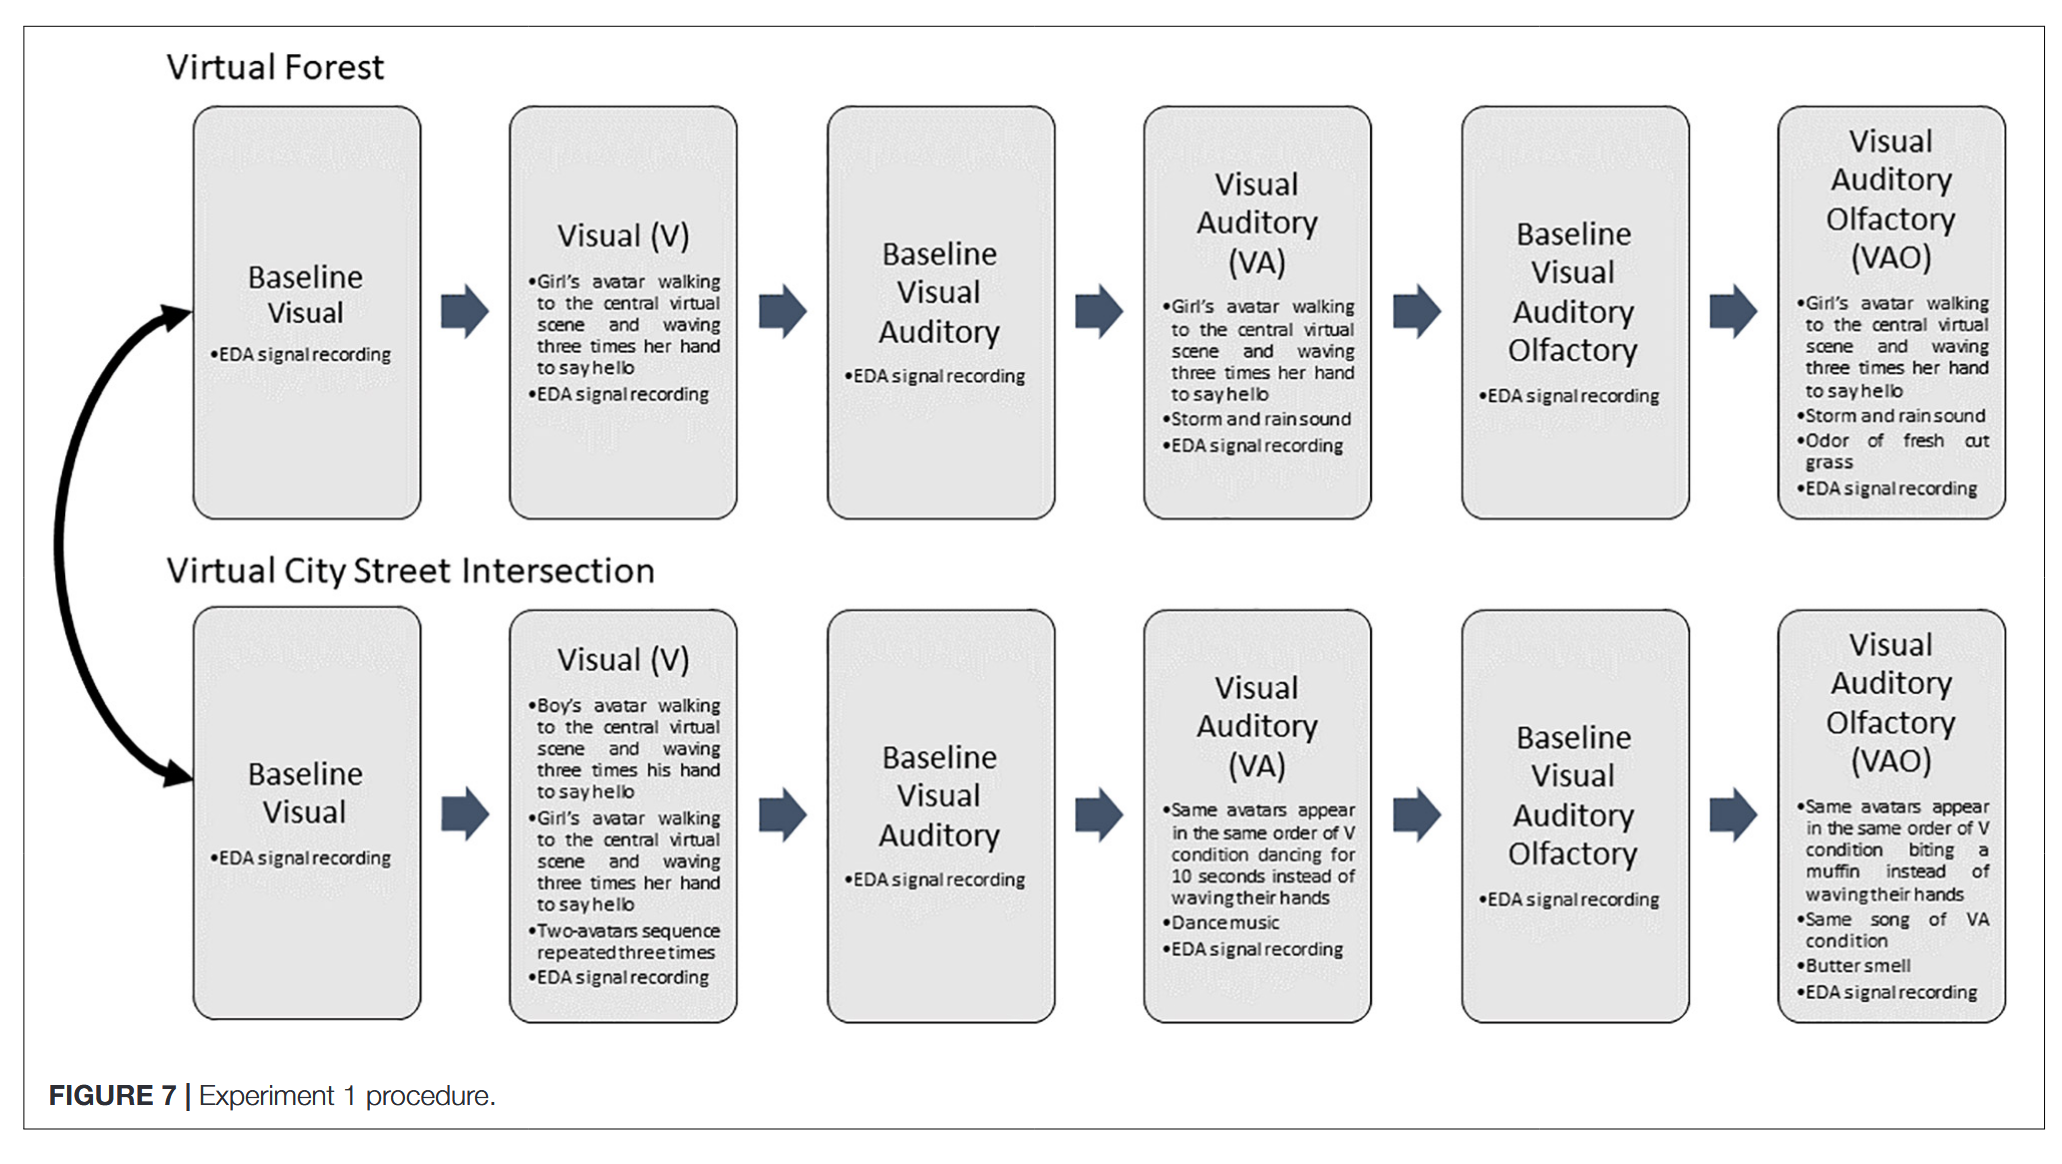 Virtual Forest
Baseline
Visual
•EDA signal recording
Visual (V)
•Girl's avatar walking
to the central virtual
scene and waving
three times her hand
to say hello
•EDA signal recording
Baseline
Visual
Auditory
•EDA signal recording
Visual
Auditory
(VA)
•Girl's avatar walking
to the central virtual
scene and waving
three times her hand
to say hello
•Storm and rain sound
•EDA signal recording
Baseline
Visual
Auditory
Olfactory
•EDA signal recording
Visual
Auditory
Olfactory
(VAO)
•Girl's avatar walking
to the central virtual
scene and waving
three times her hand
to say hello
•Storm and rain sound
•Odor of fresh cut
grass
•EDA signal recording
Virtual City Street Intersection
Baseline
Visual
•EDA signal recording
Visual (V)
•Boy's avatar walking
to the central virtual
scene and waving
three times his hand
to say hello
•Girl's avatar walking
to the central virtual
scene and waving
three times her hand
to say hello
•Two-avatars sequence
repeated three times
•EDA signal recording
Baseline
Visual
Auditory
•EDA signal recording
Visual
Auditory
(VA)
•Same avatars appear
in the same order of V
condition dancing for
10 seconds instead of
waving their hands
•Dance music
•EDA signal recording
Baseline
Visual
Auditory
Olfactory
•EDA signal recording
Visual
Auditory
Olfactory
(VAO)
•Same avatars appear
in the same order of V
condition biting a
muffin instead of
waving their hands
•Same song of VA
condition
•Butter smell
•EDA signal recording
FIGURE 7 | Experiment 1 procedure.